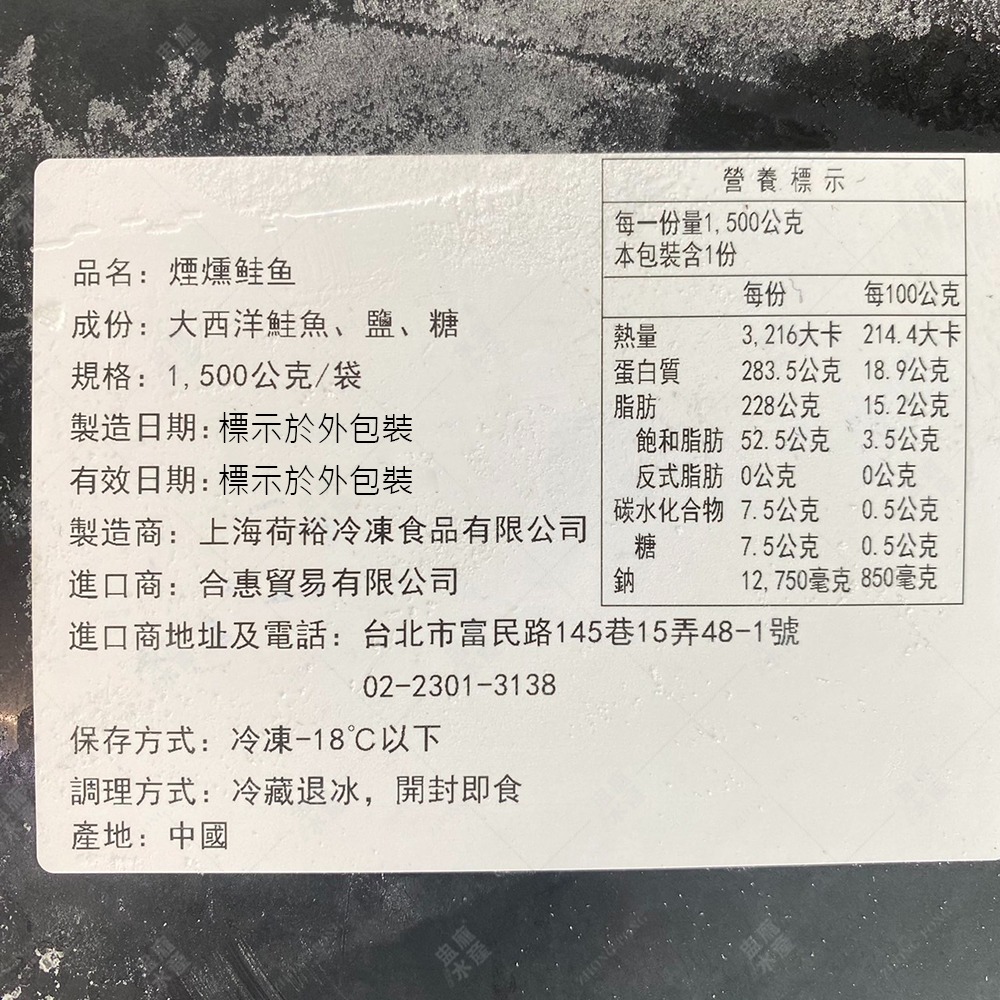 品名：煙燻鲑鱼
成份：大西洋鮭魚、鹽、糖
規格：1,500公克/袋
製造日期：標示於外包裝
有效日期：標示於外包裝
製造商：上海荷裕冷凍食品有限公司
進口商：合惠貿易有限公司
進口商地址及電話：台北市富民路145巷15弄48-1號
02-2301-3138
保存方式：冷凍-18℃以下
調理方式：冷藏退冰，開封即食
產地：中國
營養標示
每一份量1,500公克
本包裝含1份
每份 每100公克
熱量 3,216大卡 214.4大卡
蛋白質 283.5公克 18.9公克
脂肪 228公克 15.2公克
飽和脂肪 52.5公克 3.5公克
反式脂肪 0公克 0公克
碳水化合物 7.5公克 0.5公克
糖 7.5公克 0.5公克
鈉 12,750毫克 850毫克